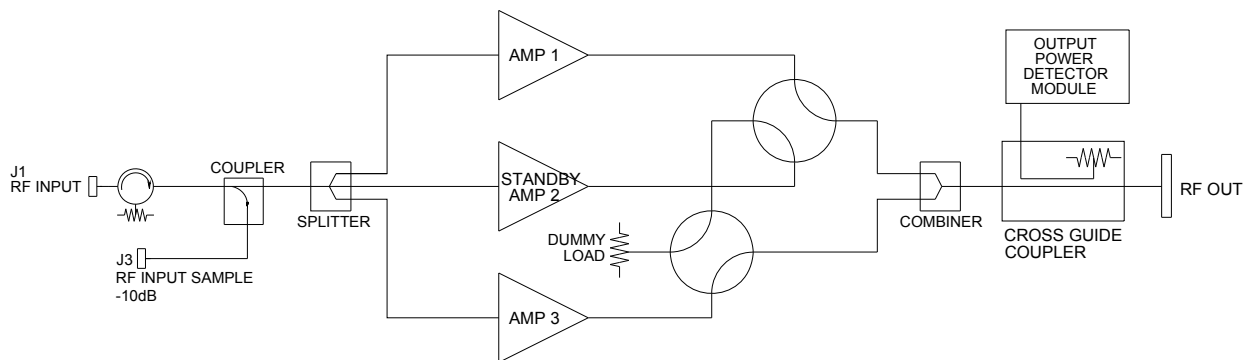 AMP 1
OUTPUT
POWER
DETECTOR
MODULE
J1
RF INPUT
COUPLER
SPLITTER
STANDBY
AMP 2
COMBINER
RF OUT
CROSS GUIDE
COUPLER
DUMMY
LOAD
J3
RF INPUT SAMPLE
-10dB
AMP 3